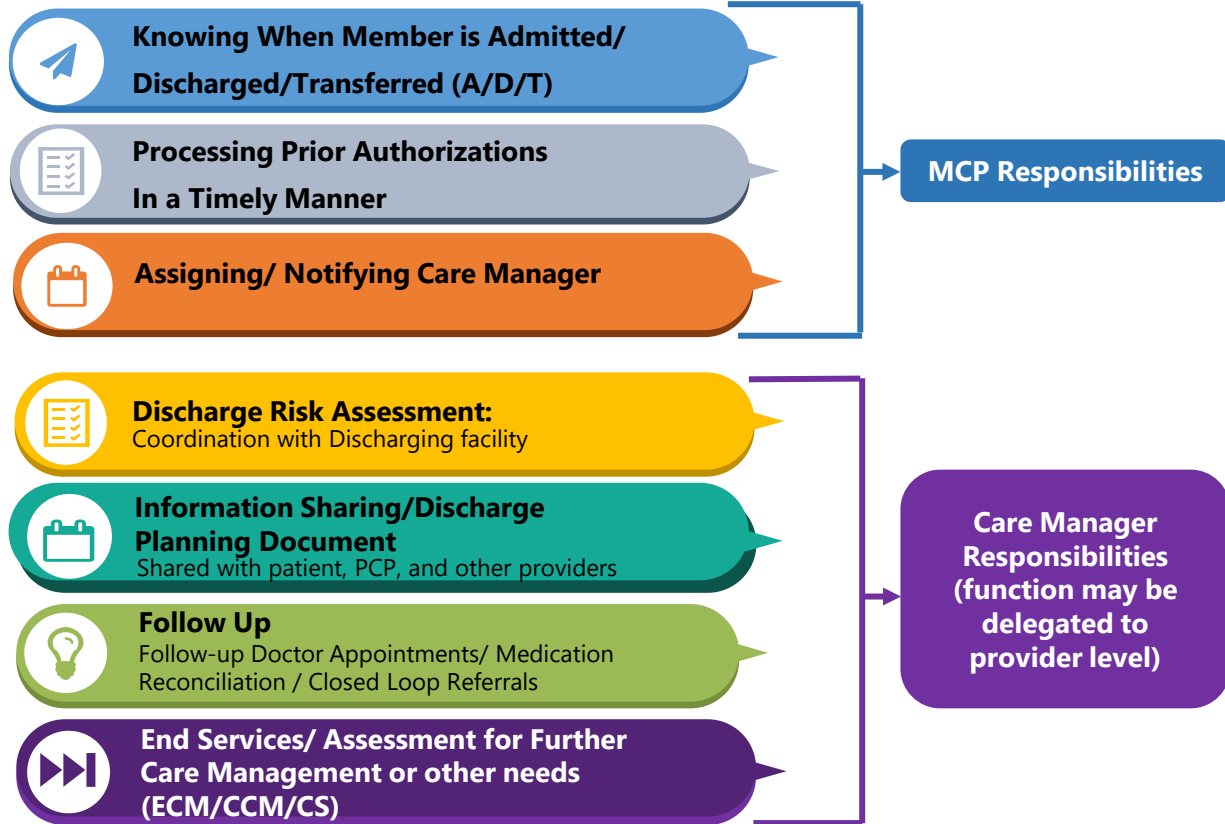 Knowing When Member is Admitted/
Discharged/Transferred (A/D/T)
Processing Prior Authorizations
In a Timely Manner
Assigning/ Notifying Care Manager
MCP Responsibilities
Discharge Risk Assessment:
Coordination with Discharging facility
Information Sharing/Discharge
Planning Document
Shared with patient, PCP, and other providers
Follow Up
Follow-up Doctor Appointments/ Medication
Reconciliation / Closed Loop Referrals
End Services/ Assessment for Further
Care Management or other needs
(ECM/CCM/CS)
Care Manager
Responsibilities
(function may be
delegated to
provider level)